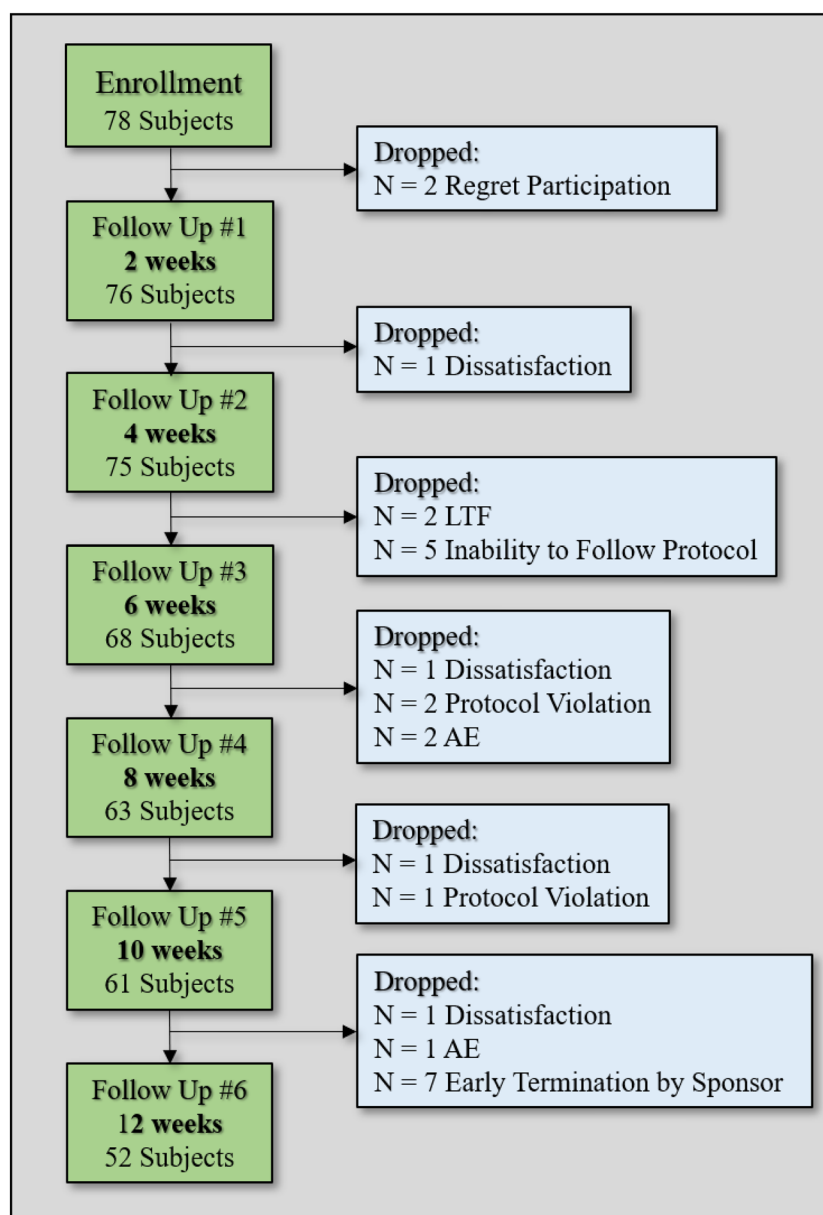 Enrollment
78 Subjects
Dropped:
N = 2 Regret Participation
Follow Up #1
2 weeks
76 Subjects
Dropped:
N = 1 Dissatisfaction
Follow Up #2
4 weeks
75 Subjects
Dropped:
N = 2 LTF
N = 5 Inability to Follow Protocol
Follow Up #3
6 weeks
68 Subjects
Dropped:
N = 1 Dissatisfaction
N = 2 Protocol Violation
N = 2 AE
Follow Up #4
8 weeks
63 Subjects
Dropped:
N = 1 Dissatisfaction
N = 1 Protocol Violation
Follow Up #5
10 weeks
61 Subjects
Dropped:
N = 1 Dissatisfaction
N = 1 AE
N = 7 Early Termination by Sponsor
Follow Up #6
12 weeks
52 Subjects